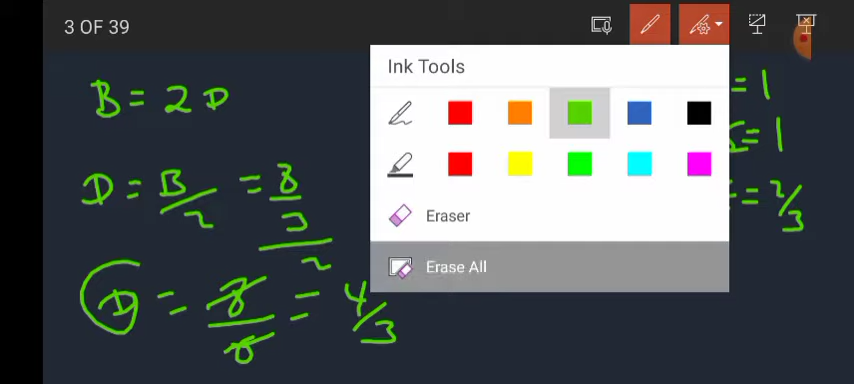 3 OF 39
Ink Tools
B = 2 D
= 1
= 1
D = B/2 = 8/3/2
= 2/3
Eraser
Erase All
D = 8/6 = 4/3